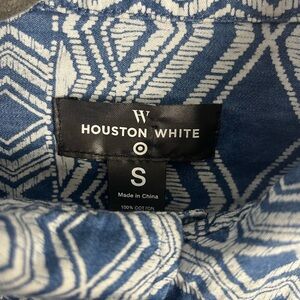 W
HOUSTON WHITE
S
Made in China
100% COTTON